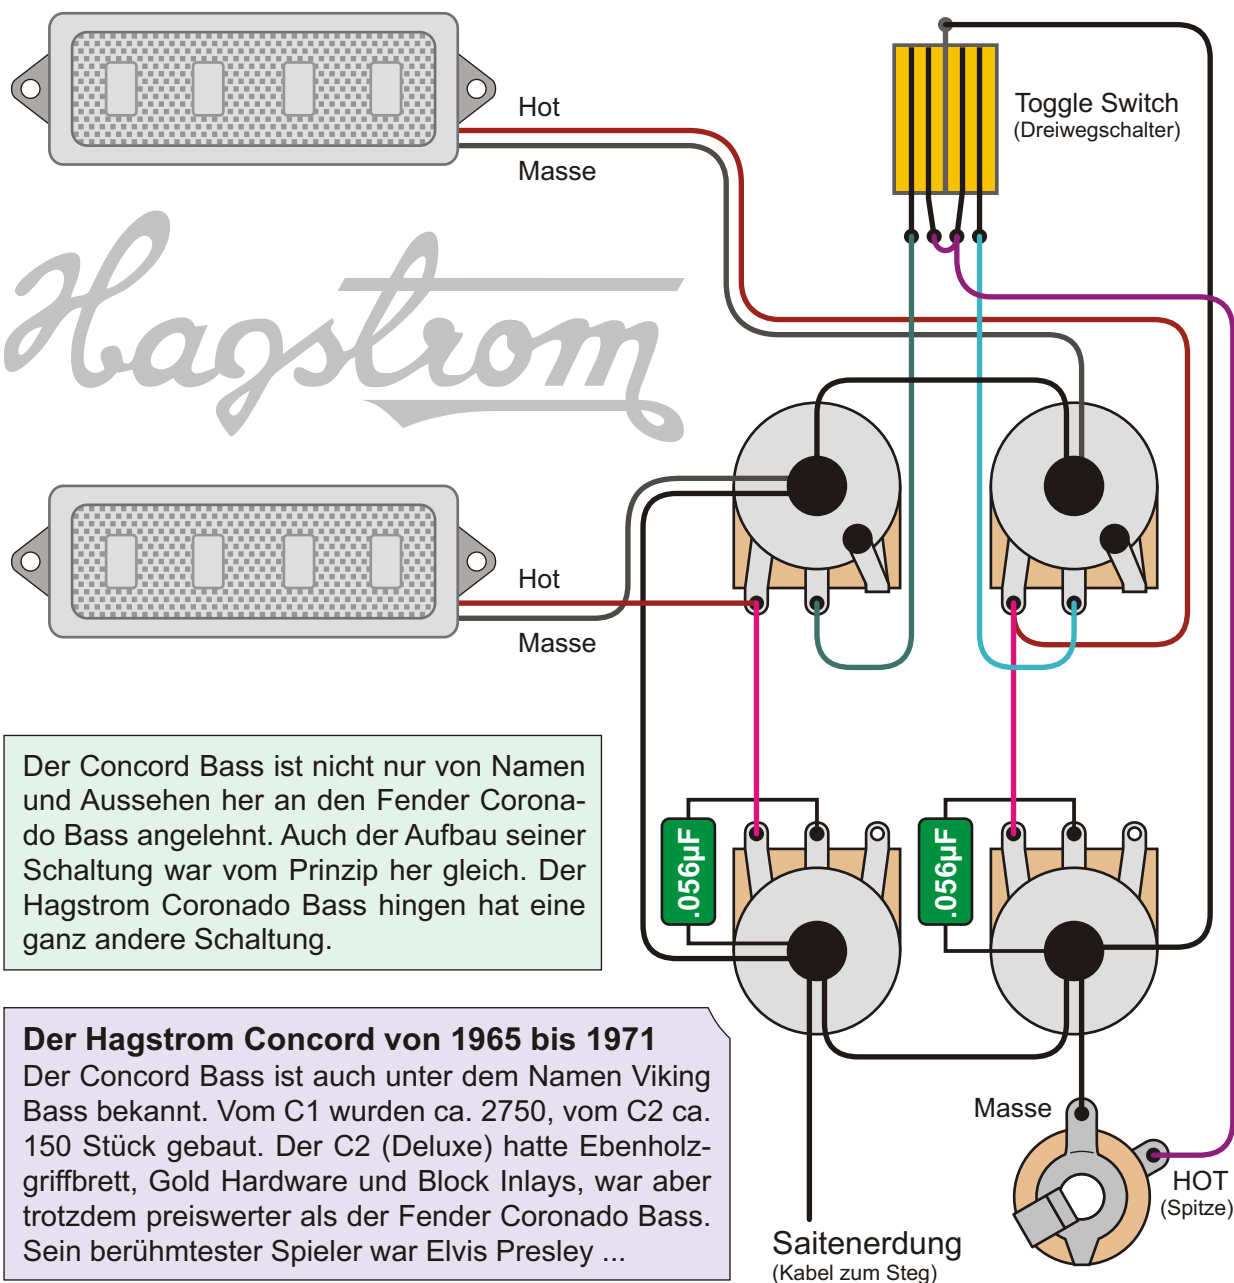 Hot
Masse
Toggle Switch
(Dreiwegschalter)
Hagstrom
Hot
Masse
Der Concord Bass ist nicht nur von Namen
und Aussehen her an den Fender Corona-
do Bass angelehnt. Auch der Aufbau seiner
Schaltung war vom Prinzip her gleich. Der
Hagstrom Coronado Bass hingen hat eine
ganz andere Schaltung.
.056µF
.056µF
Der Hagstrom Concord von 1965 bis 1971
Der Concord Bass ist auch unter dem Namen Viking
Bass bekannt. Vom C1 wurden ca. 2750, vom C2 ca.
150 Stück gebaut. Der C2 (Deluxe) hatte Ebenholz-
griffbrett, Gold Hardware und Block Inlays, war aber
trotzdem preiswerter als der Fender Coronado Bass.
Sein berühmtester Spieler war Elvis Presley ...
Masse
HOT
(Spitze)
Saitenerdung
(Kabel zum Steg)